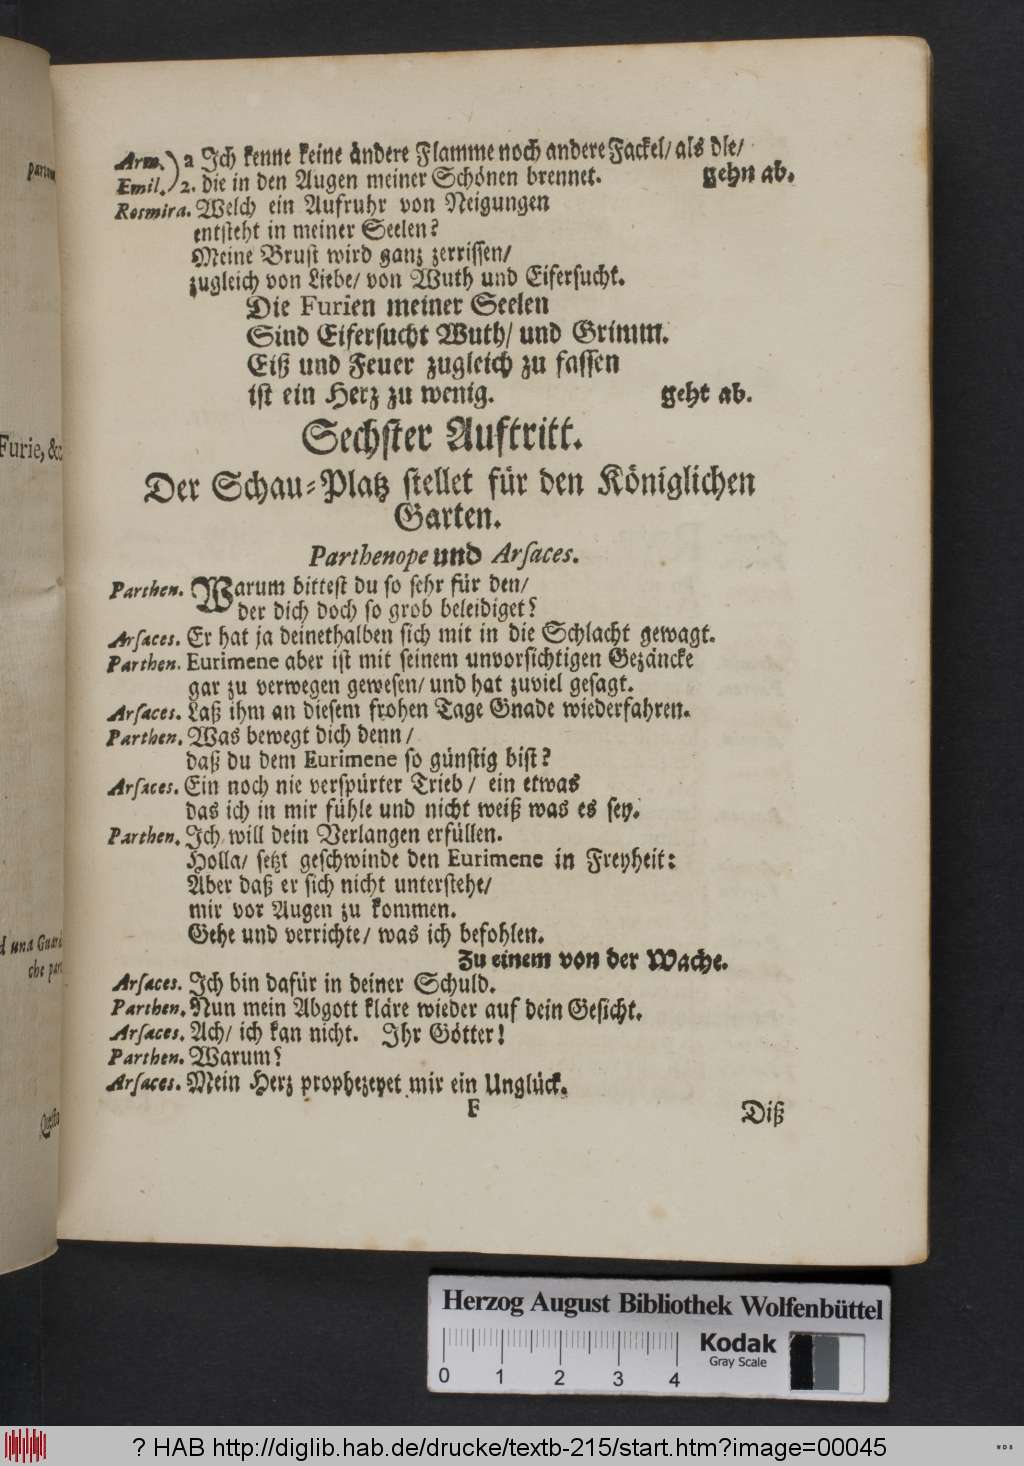 partono
Furie, &c.
che part
Arm. ) 2 Ich kenne keine andere Flamme noch andere Fackel/ als die/
Emil. ) 2. die in den Augen meiner Schönen brennet. gehn ab.
Rosmira. Welch ein Aufruhr von Neigungen
entsteht in meiner Seelen?
Meine Brust wird ganz zerrissen/
zugleich von Liebe/ von Wuth und Eifersucht.
Die Furien meiner Seelen
Sind Eifersucht Wuth/ und Grimm.
Eiß und Feuer zugleich zu fassen
ist ein Herz zu wenig. geht ab.
Sechster Auftritt.
Der Schau-Platz stellet für den Königlichen
Garten.
Parthenope und Arsaces.
Parthen. Warum bittest du so sehr für den/
der dich doch so grob beleidiget?
Arsaces. Er hat ja deinethalben sich mit in die Schlacht gewagt.
Parthen. Eurimene aber ist mit seinem unvorsichtigen Gezäncke
gar zu verwegen gewesen/ und hat zuviel gesagt.
Arsaces. Laß ihm an diesem frohen Tage Gnade wiederfahren.
Parthen. Was bewegt dich denn/
daß du dem Eurimene so günstig bist?
Arsaces. Ein noch nie verspürter Trieb/ ein etwas
das ich in mir fühle und nicht weiß was es sey.
Parthen. Ich will dein Verlangen erfüllen.
Holla/ setzt geschwinde den Eurimene in Freyheit:
Aber daß er sich nicht unterstehe/
mir vor Augen zu kommen.
Gehe und verrichte/ was ich befohlen.
Zu einem von der Wache.
Arsaces. Ich bin dafür in deiner Schuld.
Parthen. Nun mein Abgott kläre wieder auf dein Gesicht.
Arsaces. Ach/ ich kan nicht. Ihr Götter!
Parthen. Warum?
Arsaces. Mein Herz prophezeyet mir ein Unglück.
F Diß
Herzog August Bibliothek Wolfenbüttel
Kodak
Gray Scale
0 1 2 3 4
? HAB http://diglib.hab.de/drucke/textb-215/start.htm?image=00045